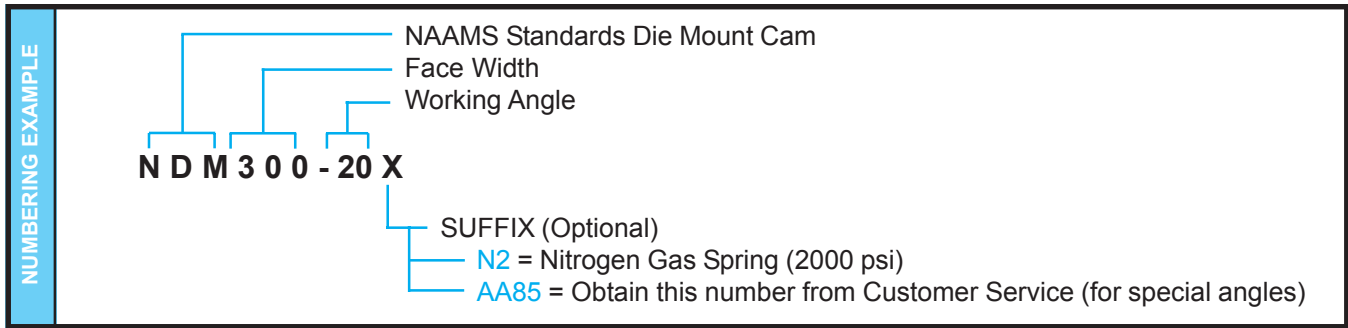 NUMBERING EXAMPLE
NAAMS Standards Die Mount Cam
Face Width
Working Angle
N D M 3 0 0 - 20 X
SUFFIX (Optional)
N2 = Nitrogen Gas Spring (2000 psi)
AA85 = Obtain this number from Customer Service (for special angles)